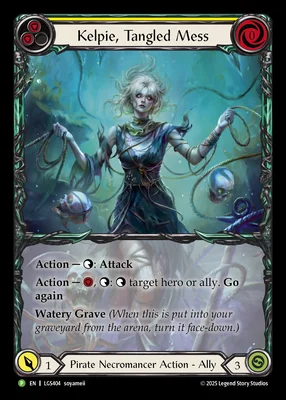 Kelpie, Tangled Mess
Action — : Attack
Action — , : target hero or ally. Go
again
Watery Grave (When this is put into your
graveyard from the arena, turn it face-down.)
1 Pirate Necromancer Action - Ally 3
P EN | LGS404 soyameii © 2025 Legend Story Studios